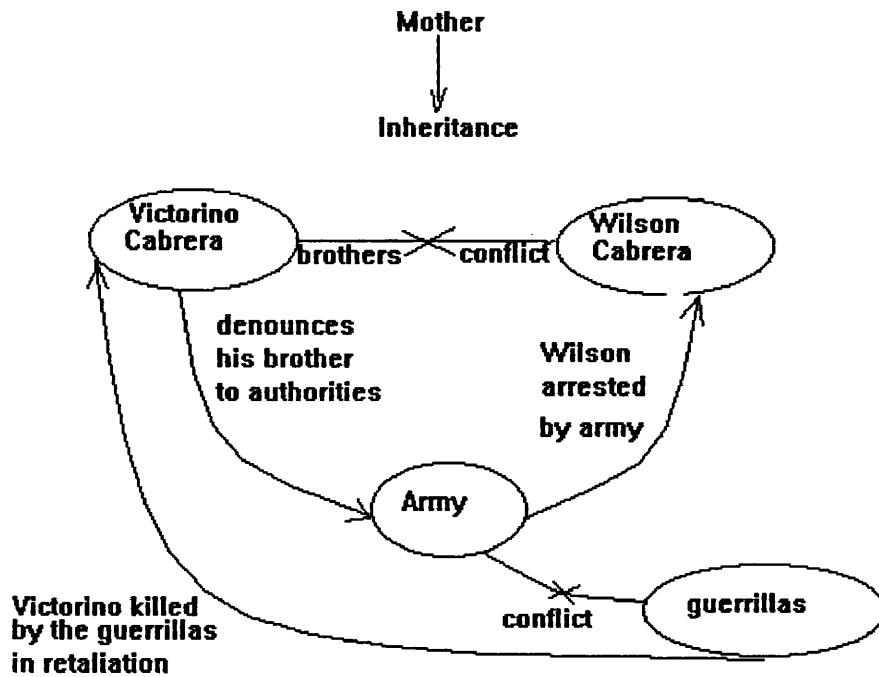 Mother
Inheritance
Victorino
Cabrera
brothers
conflict
Wilson
Cabrera
denounces
his brother
to authorities
Wilson
arrested
by army
Army
conflict
guerrillas
Victorino killed
by the guerrillas
in retaliation